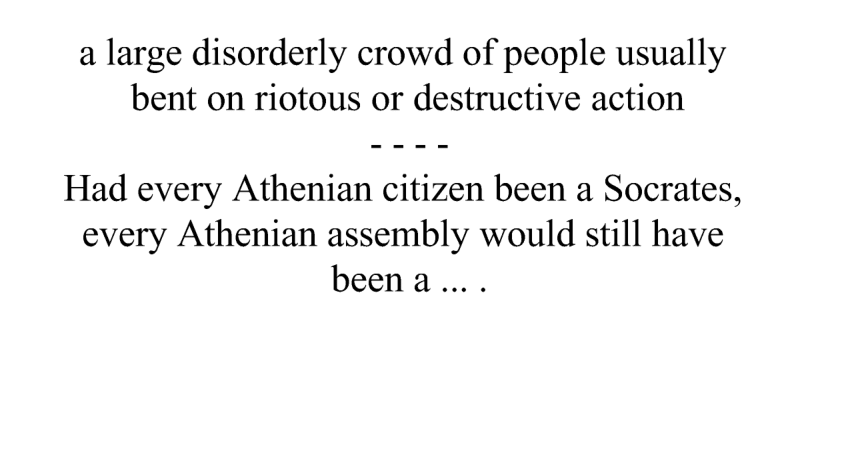 a large disorderly crowd of people usually
bent on riotous or destructive action
- - - -
Had every Athenian citizen been a Socrates,
every Athenian assembly would still have
been a ... .